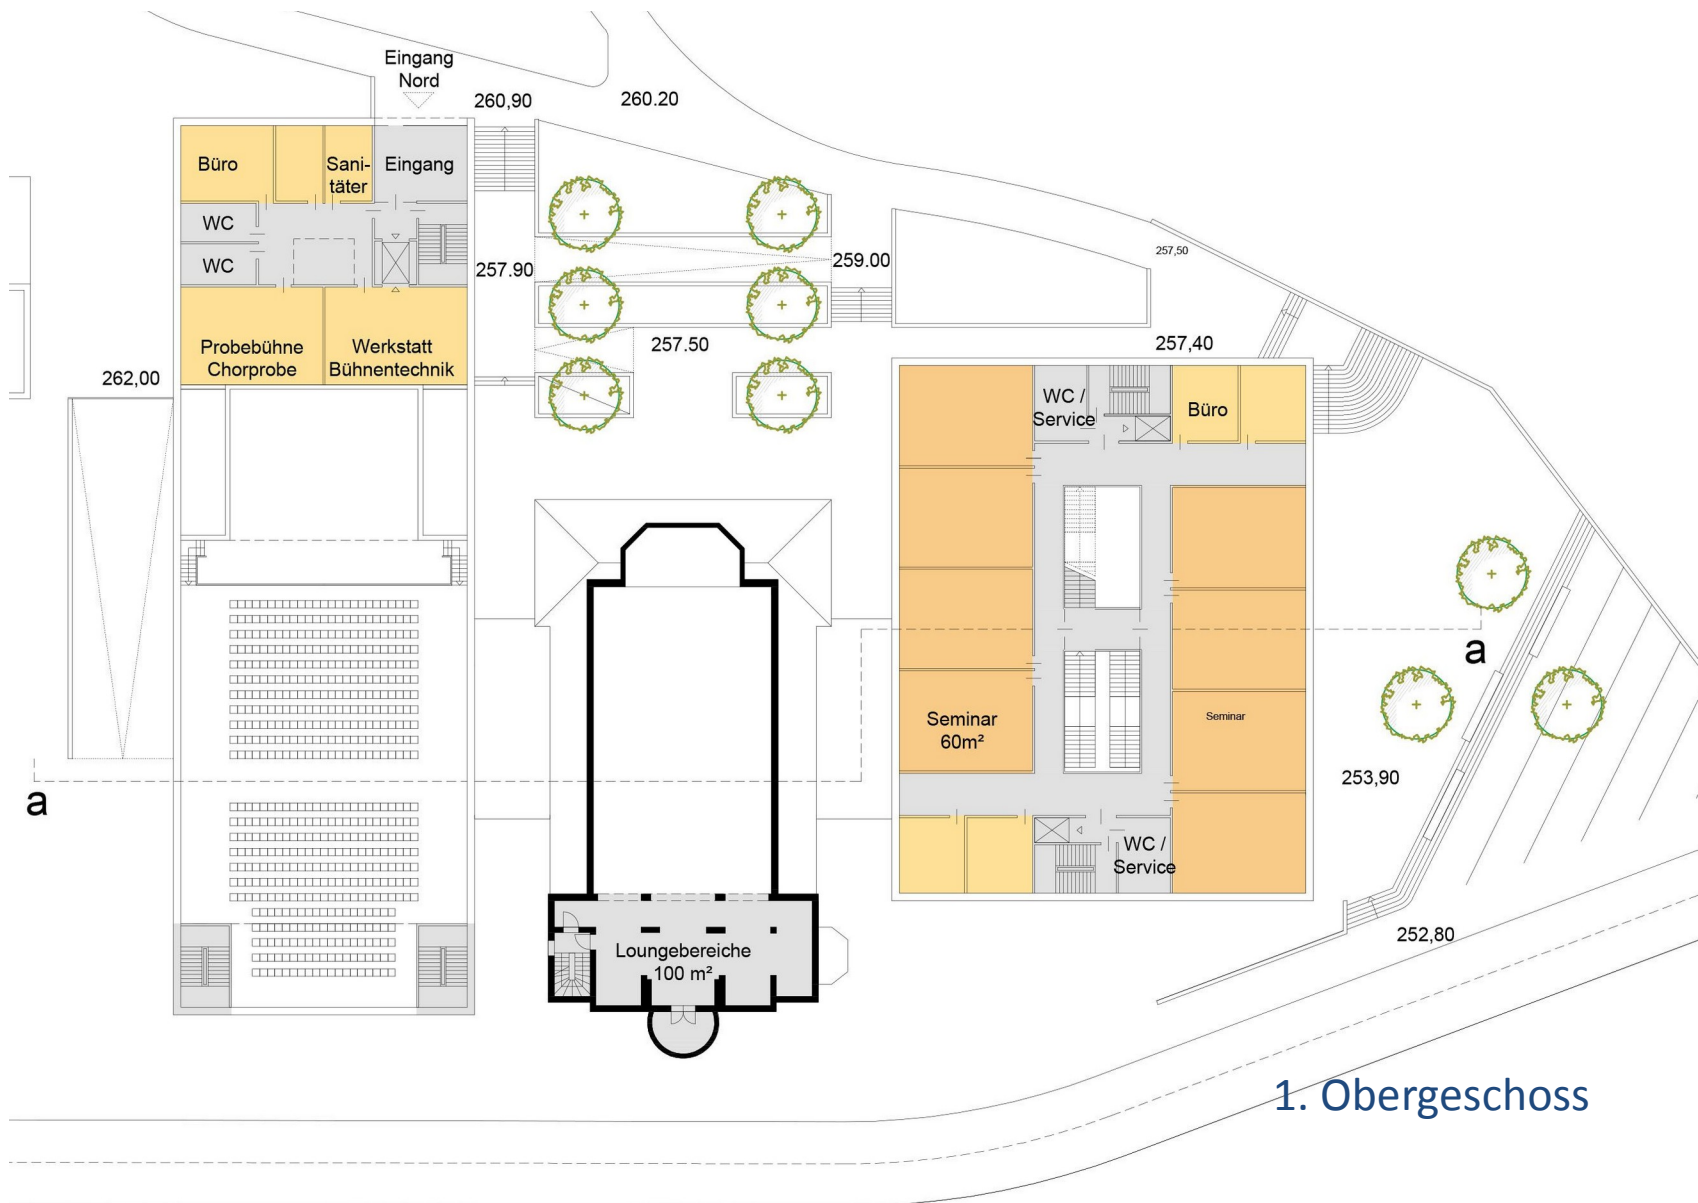 Eingang
Nord
260,90
260.20
Büro
Sani-
täter
Eingang
WC
WC
257.90
259.00
257,50
Probebühne
Chorprobe
Werkstatt
Bühnentechnik
257.50
257,40
262,00
WC /
Service
Büro
a
Seminar
60m²
Seminar
253,90
a
WC /
Service
Loungebereiche
100 m²
252,80
1. Obergeschoss